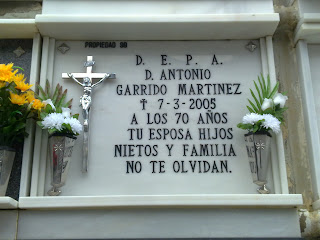 PROPIEDAD DE
D. E. P. A.
D. ANTONIO
GARRIDO MARTINEZ
✝ 7-3-2005
A LOS 70 AÑOS
TU ESPOSA HIJOS
NIETOS Y FAMILIA
NO TE OLVIDAN.